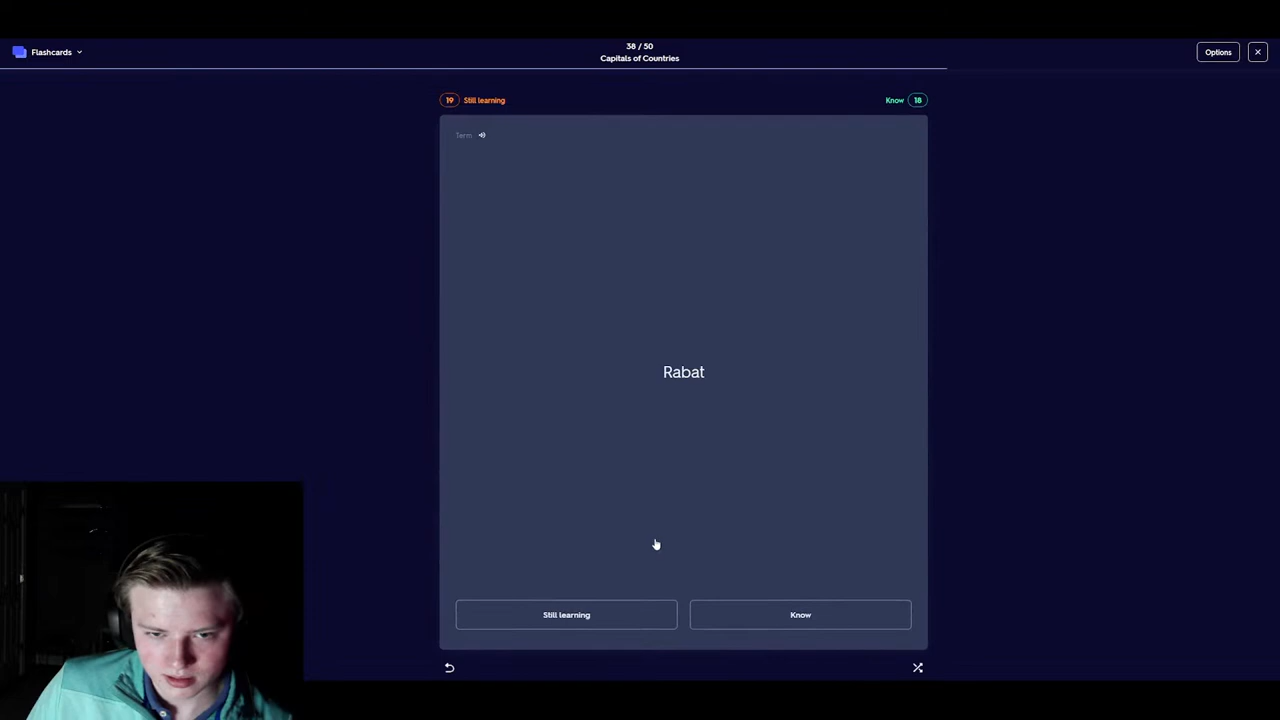 Flashcards
38 / 50
Capitals of Countries
Options
19 Still learning
Know 18
Term
Rabat
Still learning
Know